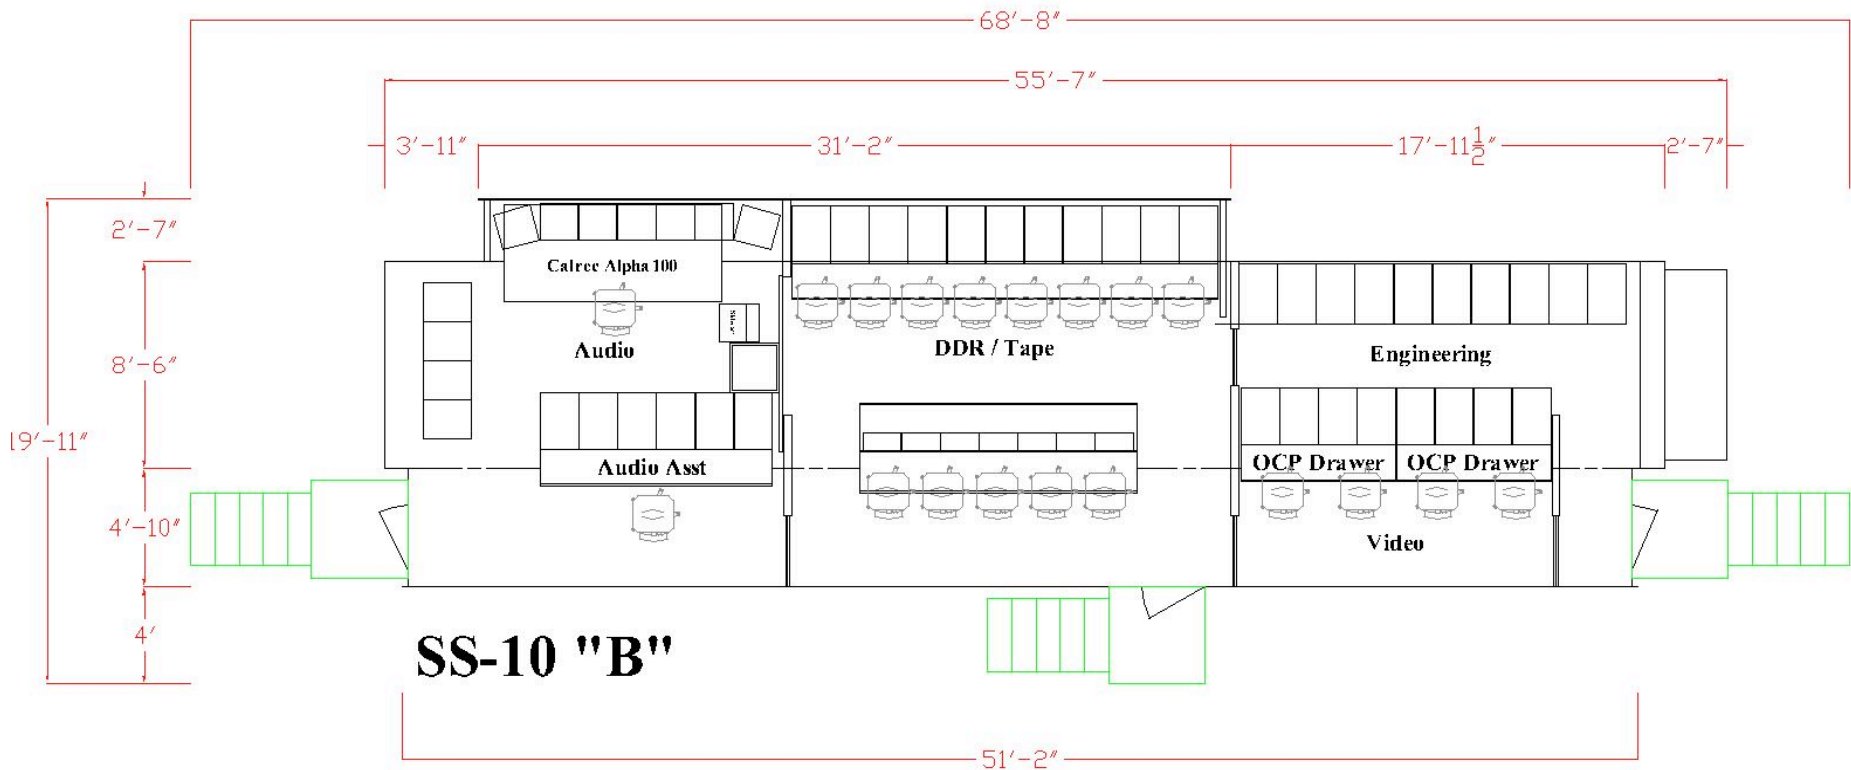 68'-8"
55'-7"
3'-11" 31'-2" 17'-11 1/2" 2'-7"
2'-7"
Calrec Alpha 100
Audio DDR / Tape Engineering
8'-6"
19'-11"
Audio Asst OCP Drawer OCP Drawer
4'-10"
Video
4'
SS-10 "B"
51'-2"